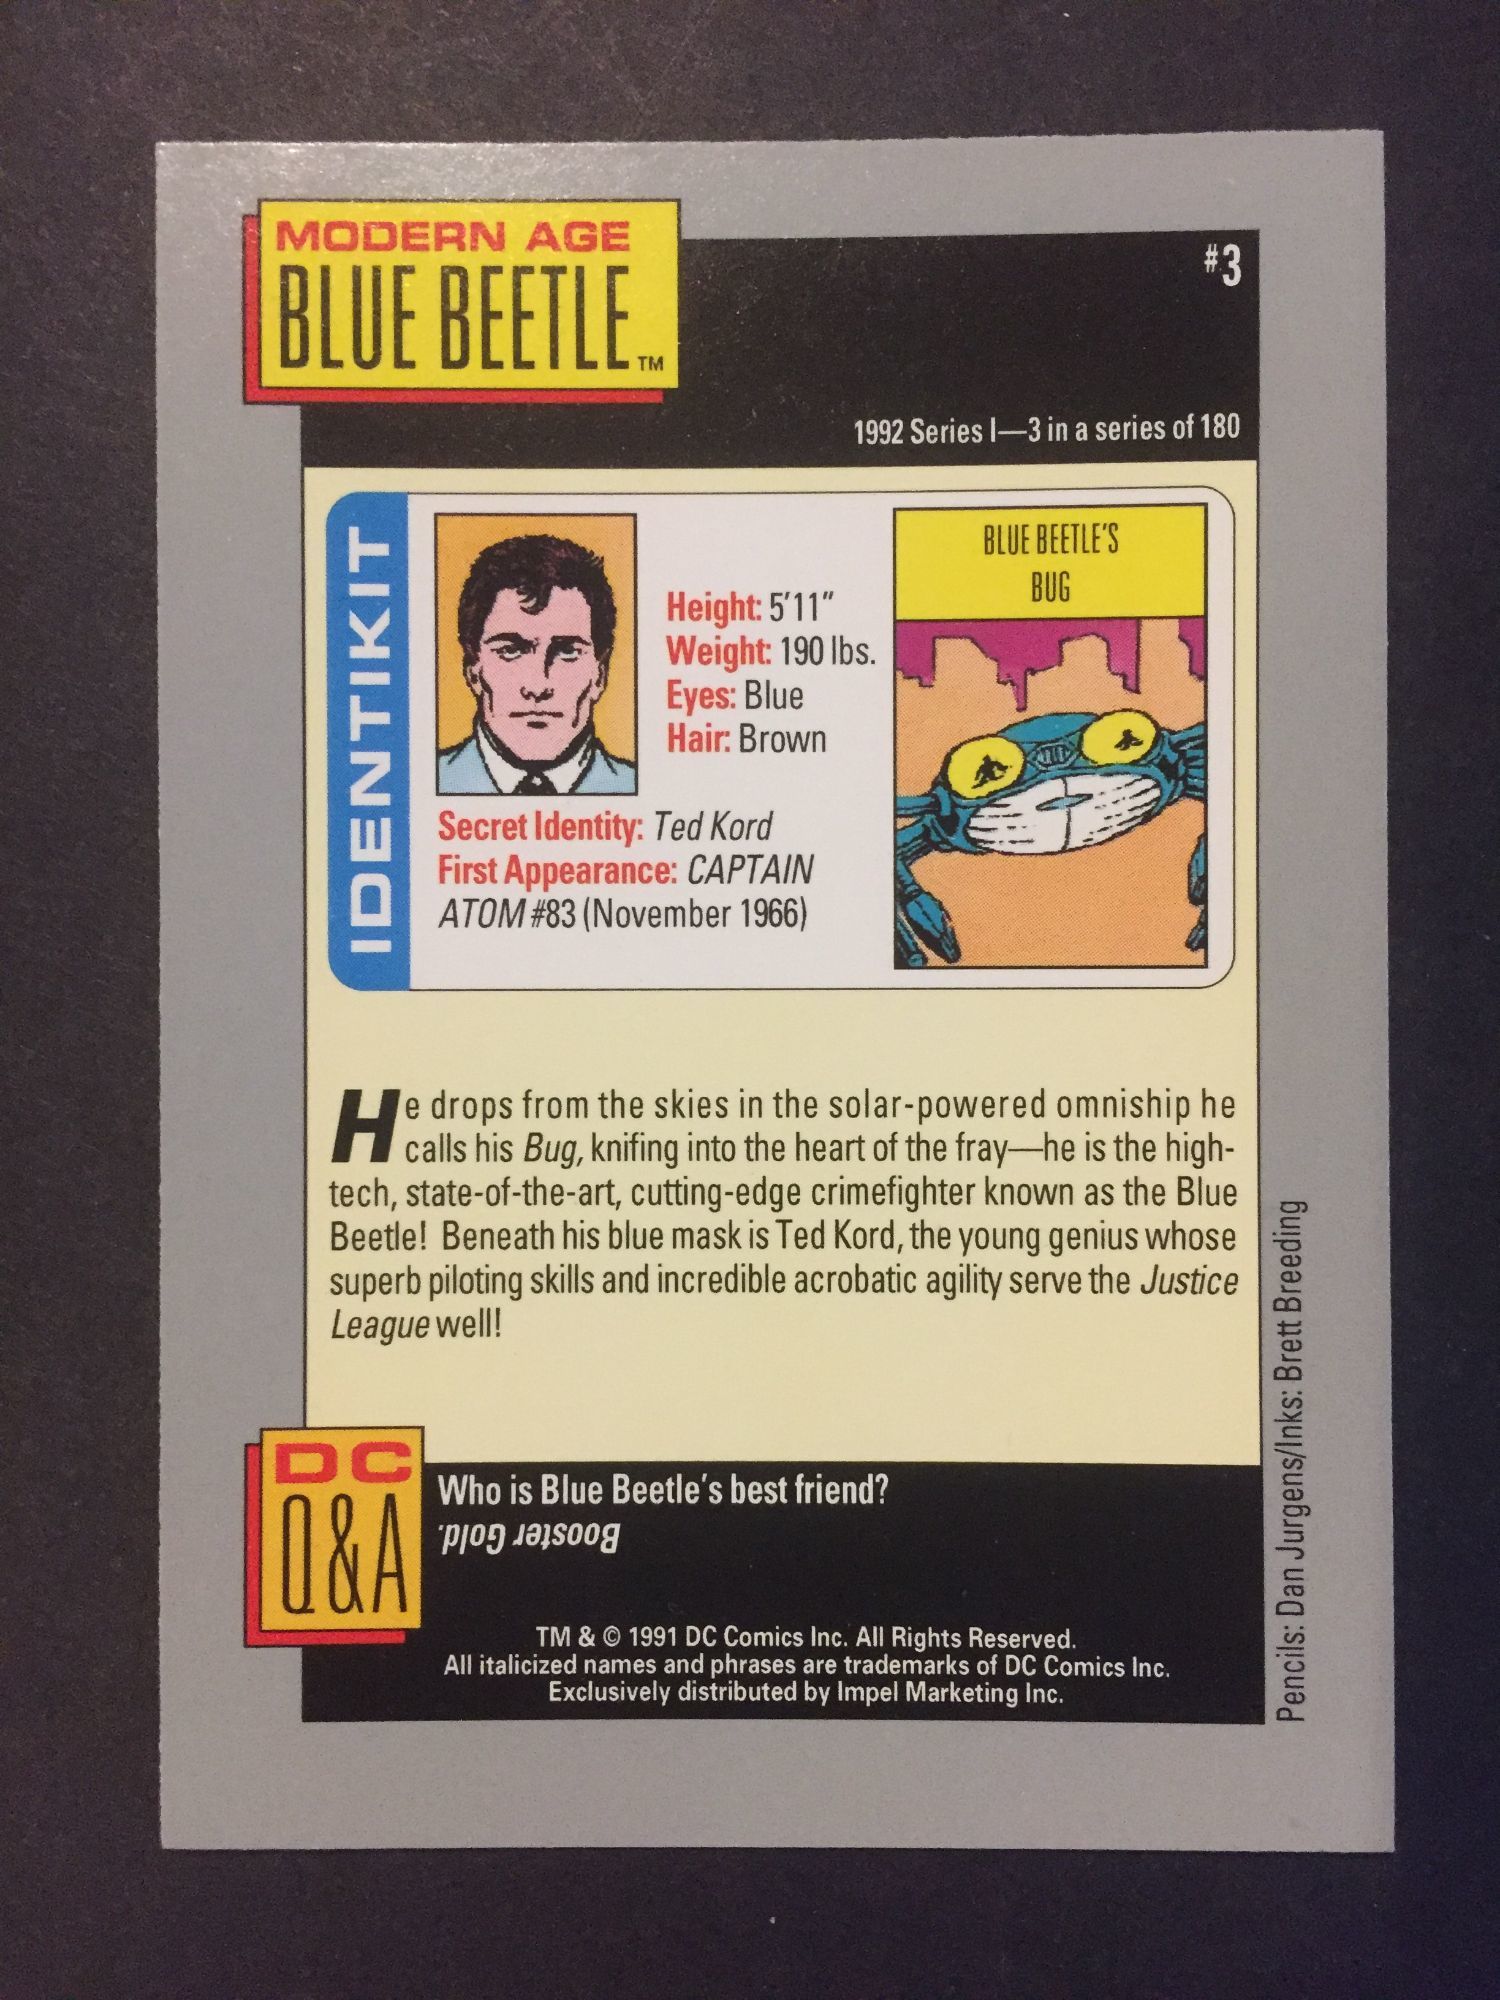 MODERN AGE
BLUE BEETLE™
#3
1992 Series I—3 in a series of 180
IDENTIKIT
Height: 5'11"
Weight: 190 lbs.
Eyes: Blue
Hair: Brown
Secret Identity: Ted Kord
First Appearance: CAPTAIN
ATOM #83 (November 1966)
BLUE BEETLE'S
BUG
He drops from the skies in the solar-powered omniship he
calls his Bug, knifing into the heart of the fray—he is the high-
tech, state-of-the-art, cutting-edge crimefighter known as the Blue
Beetle! Beneath his blue mask is Ted Kord, the young genius whose
superb piloting skills and incredible acrobatic agility serve the Justice
League well!
Pencils: Dan Jurgens/Inks: Brett Breeding
DC
Q&A
Who is Blue Beetle's best friend?
Booster Gold.
TM & © 1991 DC Comics Inc. All Rights Reserved.
All italicized names and phrases are trademarks of DC Comics Inc.
Exclusively distributed by Impel Marketing Inc.